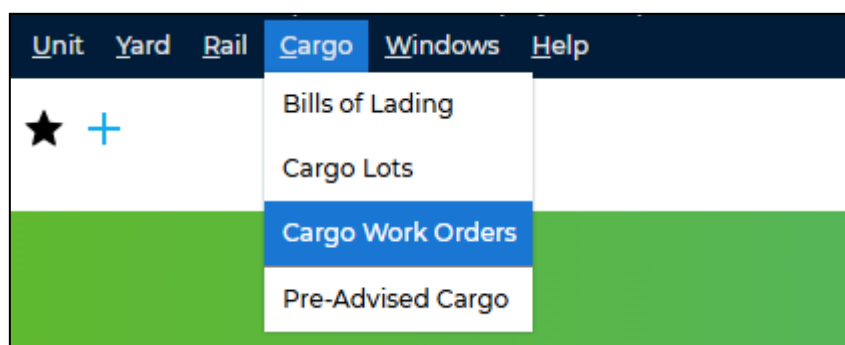 Unit Yard Rail Cargo Windows Help
Bills of Lading
Cargo Lots
Cargo Work Orders
Pre-Advised Cargo